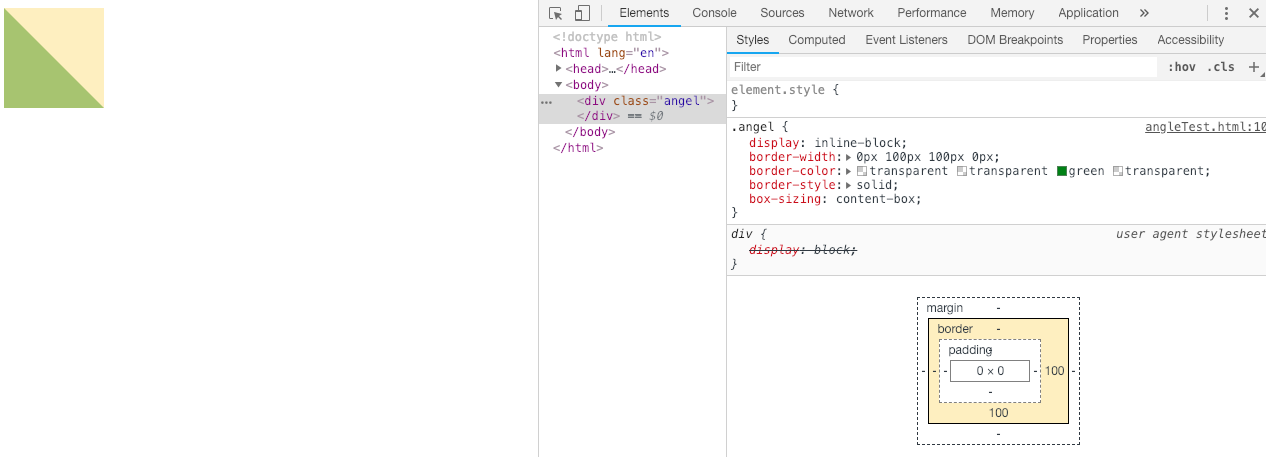 Elements Console Sources Network Performance Memory Application »
<!doctype html>
<html lang="en">
<head>…</head>
<body>
<div class="angel">
</div> == $0
</body>
</html>
Styles Computed Event Listeners DOM Breakpoints Properties Accessibility
Filter :hov .cls +
element.style {
}
.angel { angleTest.html:10
display: inline-block;
border-width: 0px 100px 100px 0px;
border-color: transparent transparent green transparent;
border-style: solid;
box-sizing: content-box;
}
div { user agent stylesheet
display: block;
}
margin -
border -
padding -
- - - 0 × 0 - 100 -
-
100
-